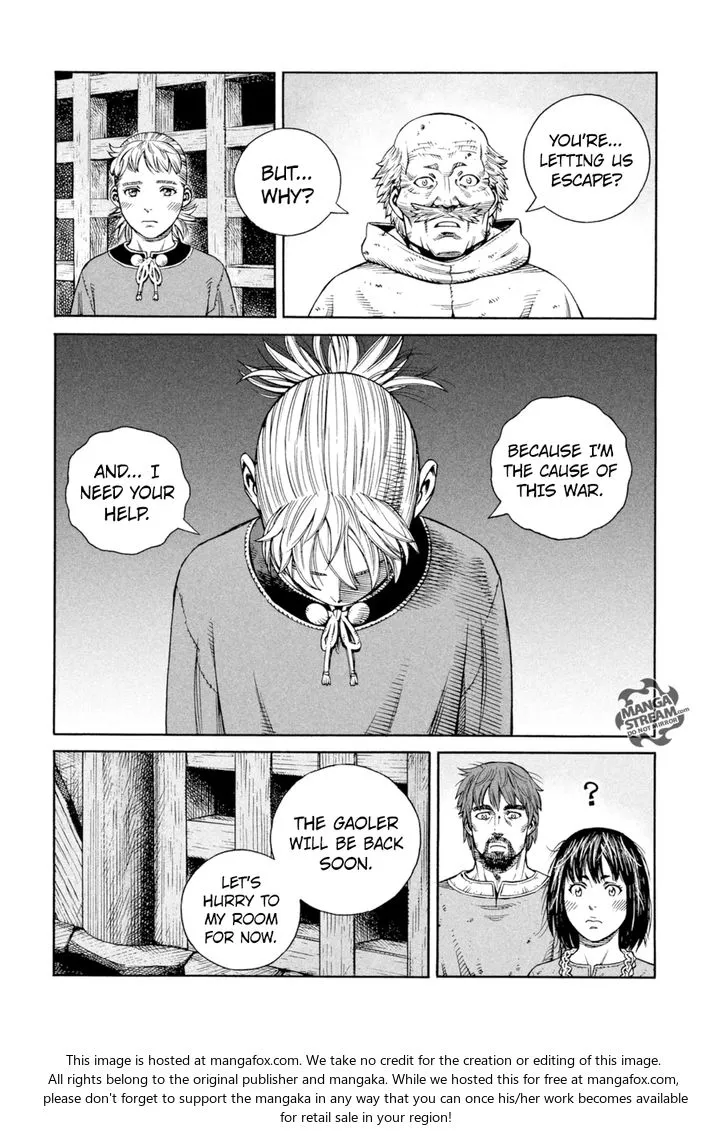 YOU'RE...
LETTING US
ESCAPE?
BUT...
WHY?
BECAUSE I'M
THE CAUSE OF
THIS WAR.
AND... I
NEED YOUR
HELP.
MANGA
STREAM.com
DO NOT MIRROR
?
THE GAOLER
WILL BE BACK
SOON.
LET'S
HURRY TO
MY ROOM
FOR NOW.
This image is hosted at mangafox.com. We take no credit for the creation or editing of this image.
All rights belong to the original publisher and mangaka. While we hosted this for free at mangafox.com,
please don't forget to support the mangaka in any way that you can once his/her work becomes available
for retail sale in your region!